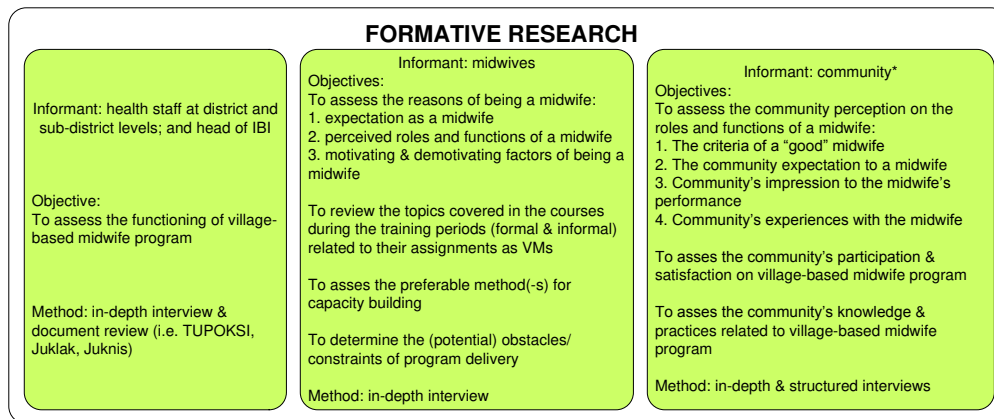 FORMATIVE RESEARCH
Informant: health staff at district and
sub-district levels; and head of IBI
Objective:
To assess the functioning of village-
based midwife program
Method: in-depth interview &
document review (i.e. TUPOKSI,
Juklak, Juknis)
Informant: midwives
Objectives:
To assess the reasons of being a midwife:
1. expectation as a midwife
2. perceived roles and functions of a midwife
3. motivating & demotivating factors of being a
midwife
To review the topics covered in the courses
during the training periods (formal & informal)
related to their assignments as VMs
To asses the preferable method(-s) for
capacity building
To determine the (potential) obstacles/
constraints of program delivery
Method: in-depth interview
Informant: community*
Objectives:
To assess the community perception on the
roles and functions of a midwife:
1. The criteria of a “good” midwife
2. The community expectation to a midwife
3. Community’s impression to the midwife’s
performance
4. Community’s experiences with the midwife
To asses the community’s participation &
satisfaction on village-based midwife program
To assess the community’s knowledge &
practices related to village-based midwife
program
Method: in-depth & structured interviews